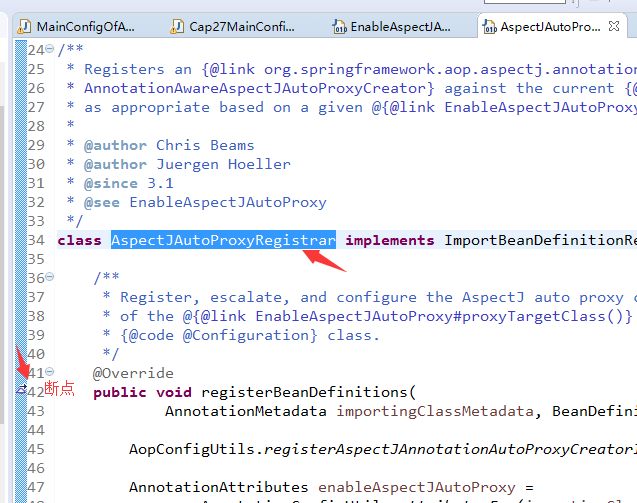 MainConfigOfA... Cap27MainConfi... EnableAspectJA... AspectJAutoPro...
24 /**
25 * Registers an {@link org.springframework.aop.aspectj.annotation
26 * AnnotationAwareAspectJAutoProxyCreator} against the current {@
27 * as appropriate based on a given @{@link EnableAspectJAutoProxy
28 *
29 * @author Chris Beams
30 * @author Juergen Hoeller
31 * @since 3.1
32 * @see EnableAspectJAutoProxy
33 */
34 class AspectJAutoProxyRegistrar implements ImportBeanDefinitionRe
35
36 /**
37 * Register, escalate, and configure the AspectJ auto proxy c
38 * of the @{@link EnableAspectJAutoProxy#proxyTargetClass()}
39 * {@code @Configuration} class.
40 */
41 @Override
42 断点 public void registerBeanDefinitions(
43 AnnotationMetadata importingClassMetadata, BeanDefini
44
45 AopConfigUtils.registerAspectJAnnotationAutoProxyCreatorI
46
47 AnnotationAttributes enableAspectJAutoProxy =